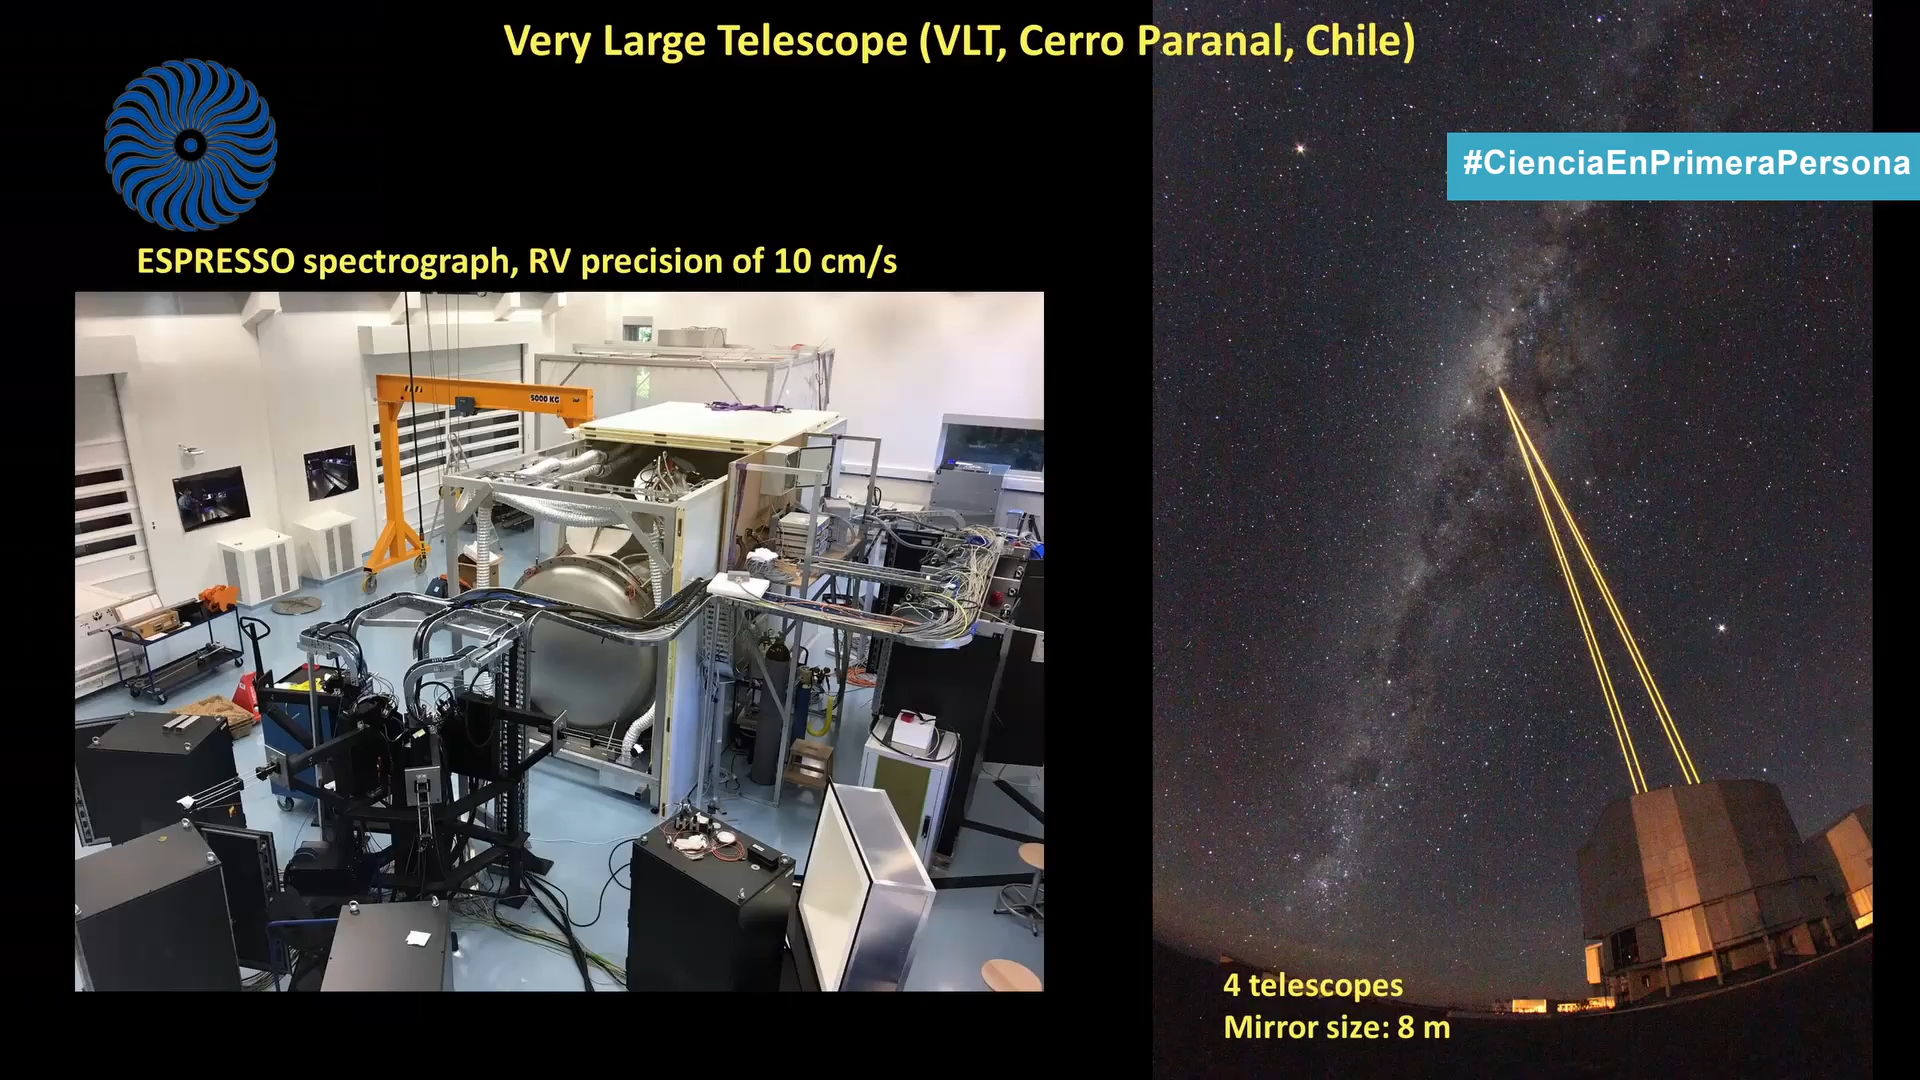 Very Large Telescope (VLT, Cerro Paranal, Chile)
#CienciaEnPrimeraPersona
ESPRESSO spectrograph, RV precision of 10 cm/s
5000 KG
4 telescopes
Mirror size: 8 m